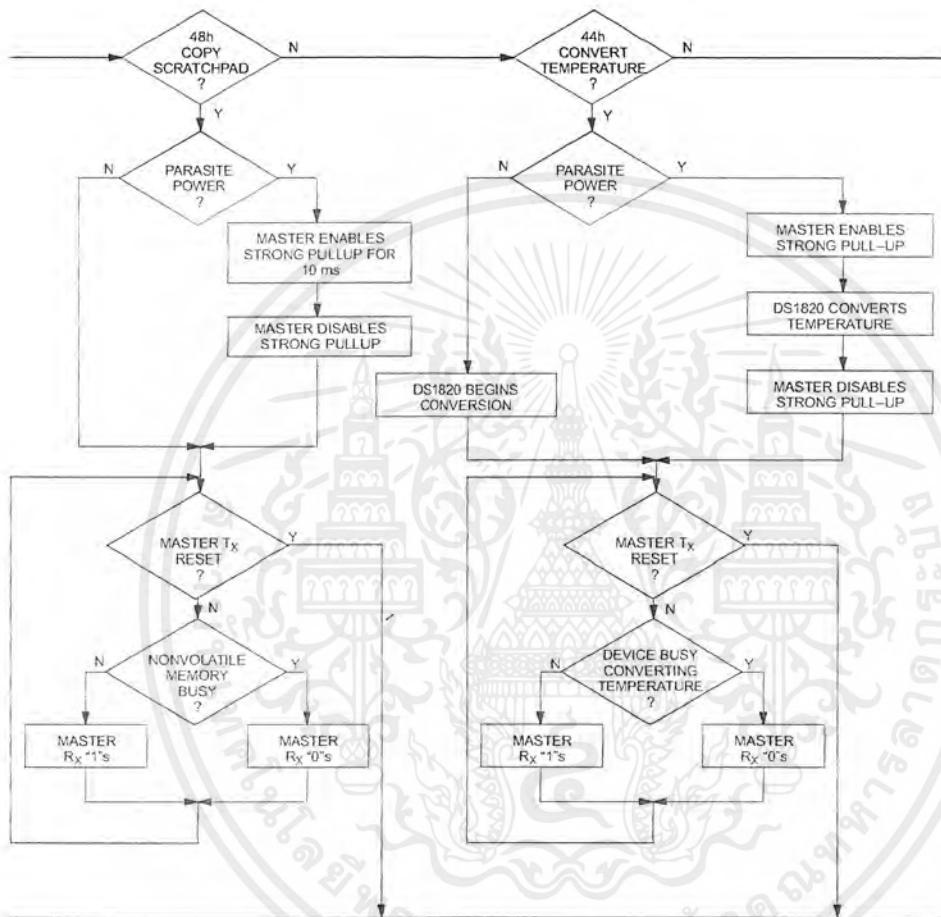 48h
COPY
SCRATCHPAD
?
N
Y
44h
CONVERT
TEMPERATURE
?
N
Y
N
PARASITE
POWER
?
Y
MASTER ENABLES
STRONG PULLUP FOR
10 ms
MASTER DISABLES
STRONG PULLUP
N
PARASITE
POWER
?
Y
MASTER ENABLES
STRONG PULL–UP
DS1820 CONVERTS
TEMPERATURE
DS1820 BEGINS
CONVERSION
MASTER DISABLES
STRONG PULL–UP
MASTER TX
RESET
?
Y
N
N
NONVOLATILE
MEMORY
BUSY
?
Y
MASTER
RX "1"s
MASTER
RX "0"s
MASTER TX
RESET
?
Y
N
N
DEVICE BUSY
CONVERTING
TEMPERATURE
?
Y
MASTER
RX "1"s
MASTER
RX "0"s